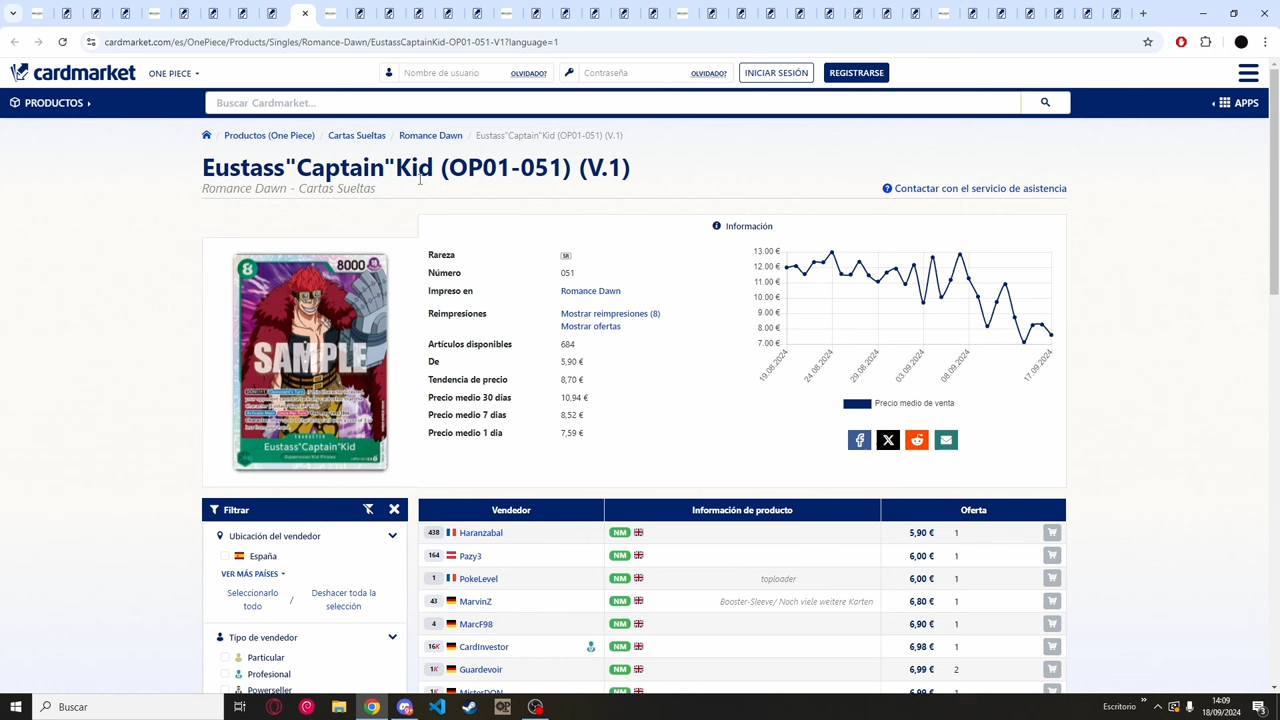 cardmarket.com/es/OnePiece/Products/Singles/Romance-Dawn/EustassCaptainKid-OP01-051-V1?language=1
cardmarket
ONE PIECE
Nombre de usuario
OLVIDADO?
Contraseña
OLVIDADO?
INICIAR SESIÓN
REGISTRARSE
PRODUCTOS
Buscar Cardmarket...
APPS
Productos (One Piece) / Cartas Sueltas / Romance Dawn / Eustass"Captain"Kid (OP01-051) (V.1)
Eustass"Captain"Kid (OP01-051) (V.1)
Romance Dawn - Cartas Sueltas
Contactar con el servicio de asistencia
Información
8
8000
SAMPLE
CHARACTER
Eustass"Captain"Kid
Rareza SR
Número 051
Impreso en Romance Dawn
Reimpresiones Mostrar reimpresiones (8)
Mostrar ofertas
Artículos disponibles 684
De 5,90 €
Tendencia de precio 8,70 €
Precio medio 30 días 10,94 €
Precio medio 7 días 8,52 €
Precio medio 1 día 7,59 €
13.00 €
12.00 €
11.00 €
10.00 €
9.00 €
8.00 €
7.00 €
19.08.2024
24.08.2024
29.08.2024
03.09.2024
08.09.2024
17.09.2024
Precio medio de venta
Filtrar
Ubicación del vendedor
España
VER MÁS PAÍSES
Seleccionarlo todo / Deshacer toda la selección
Tipo de vendedor
Particular
Profesional
Powerseller
Vendedor Información de producto Oferta
438 Haranzabal NM 5,90 € 1
164 Pazy3 NM 6,00 € 1
1 PokeLevel NM toploader 6,00 € 1
43 MarvinZ NM Booster-Sleeve/ Noch viele weitere Karten 6,80 € 1
4 MarcF98 NM 6,90 € 1
16K CardInvestor NM 6,98 € 1
1K Guardevoir NM 6,99 € 2
1K MisterDON NM 6,99 € 1
Buscar
Escritorio
14:09
18/09/2024
3